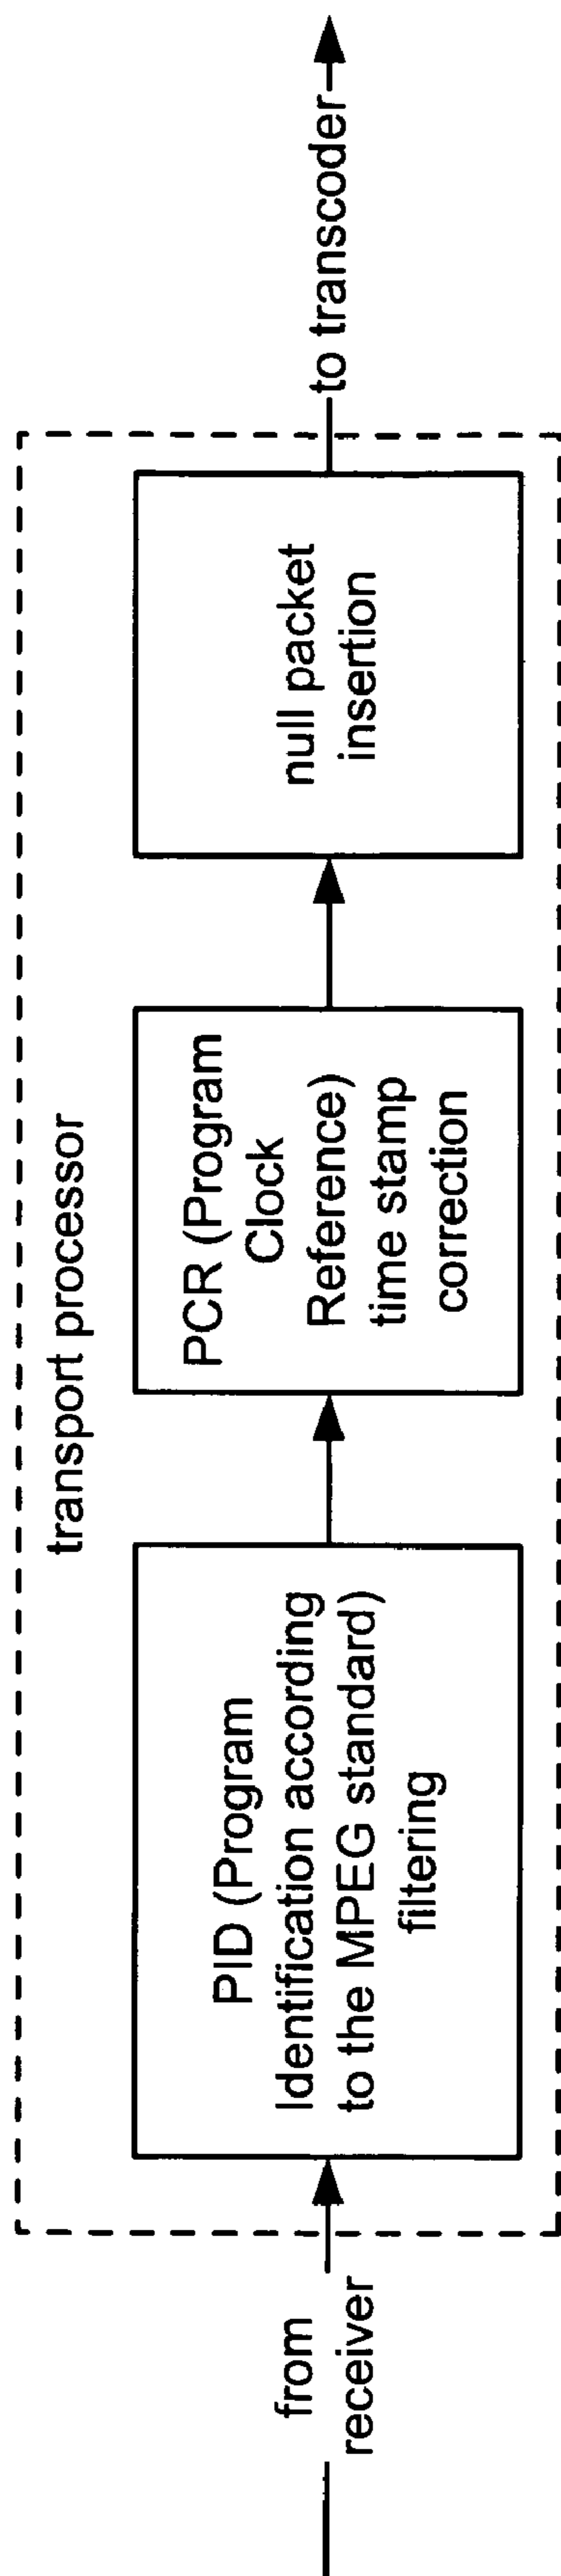 transport processor
from
receiver
PID (Program
Identification according
to the MPEG standard)
filtering
PCR (Program
Clock
Reference)
time stamp
correction
null packet
insertion
to transcoder